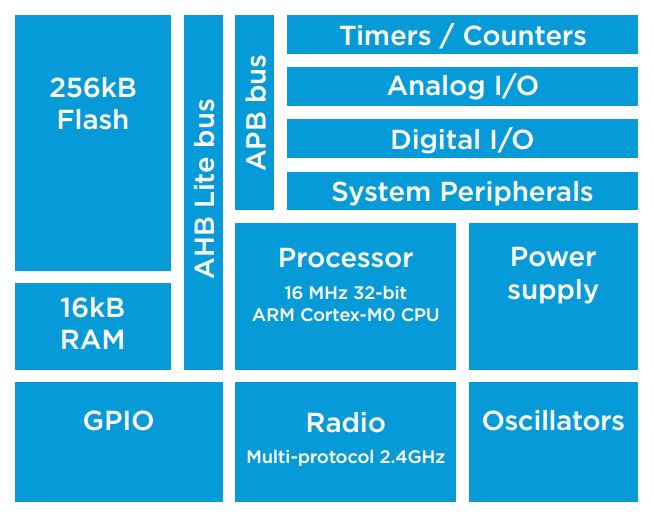 256kB
Flash
16kB
RAM
AHB Lite bus
APB bus
Timers / Counters
Analog I/O
Digital I/O
System Peripherals
Processor
16 MHz 32-bit
ARM Cortex-M0 CPU
Power
supply
GPIO
Radio
Multi-protocol 2.4GHz
Oscillators